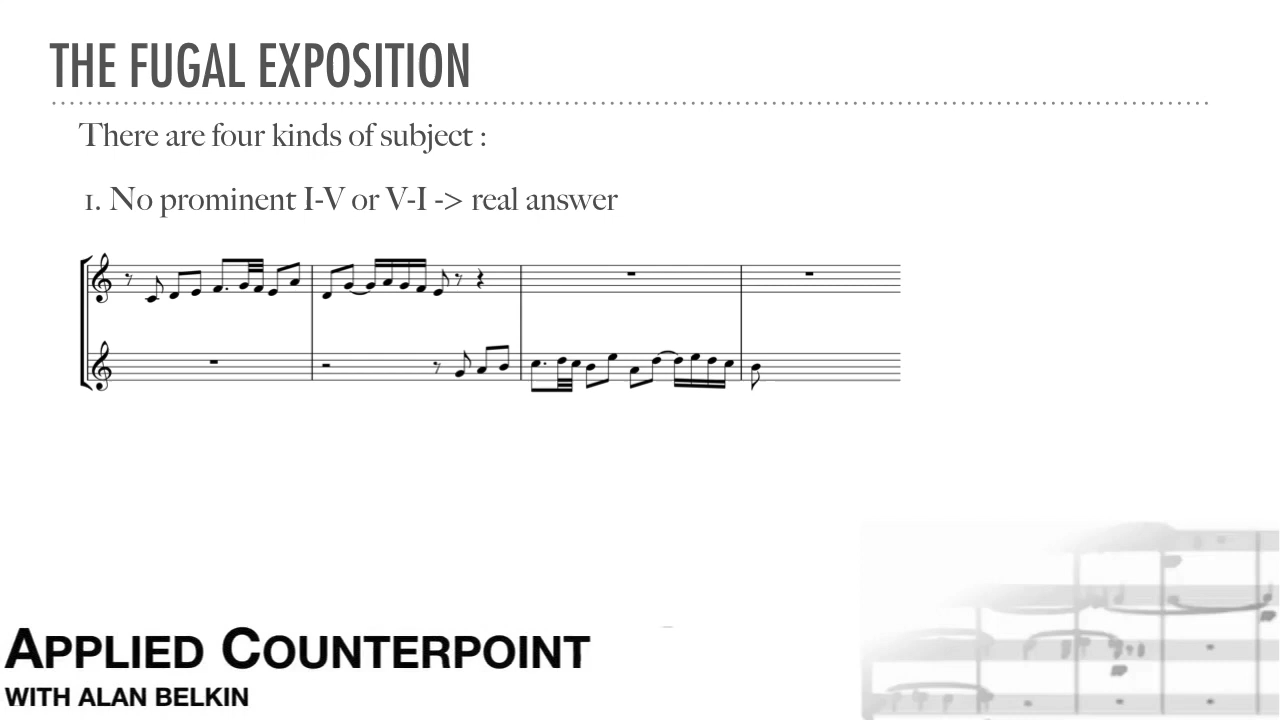 THE FUGAL EXPOSITION
There are four kinds of subject :
1. No prominent I-V or V-I -> real answer
APPLIED COUNTERPOINT
WITH ALAN BELKIN